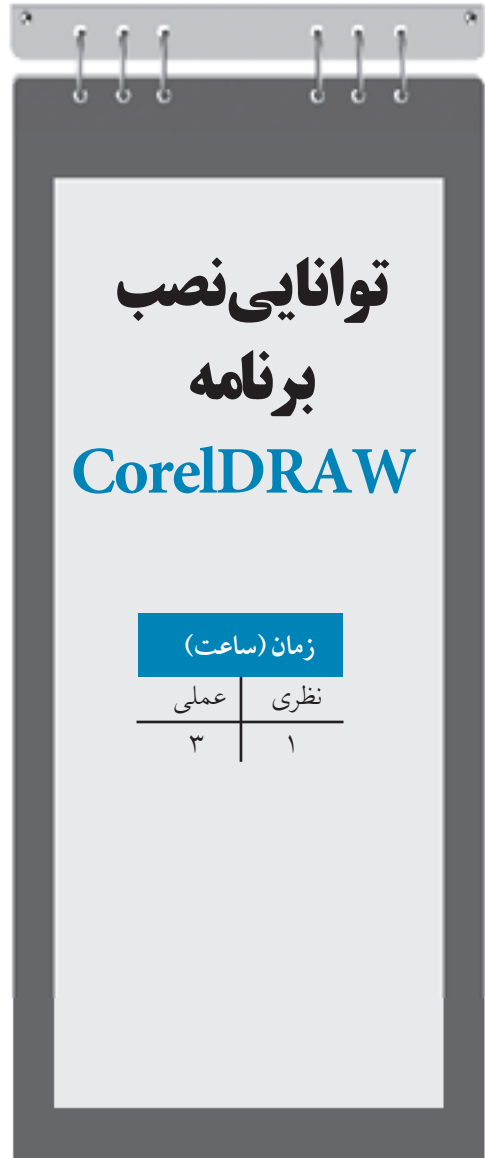 توانایی نصب
برنامه
CorelDRAW
زمان (ساعت)
نظری عملی
۱ ۳